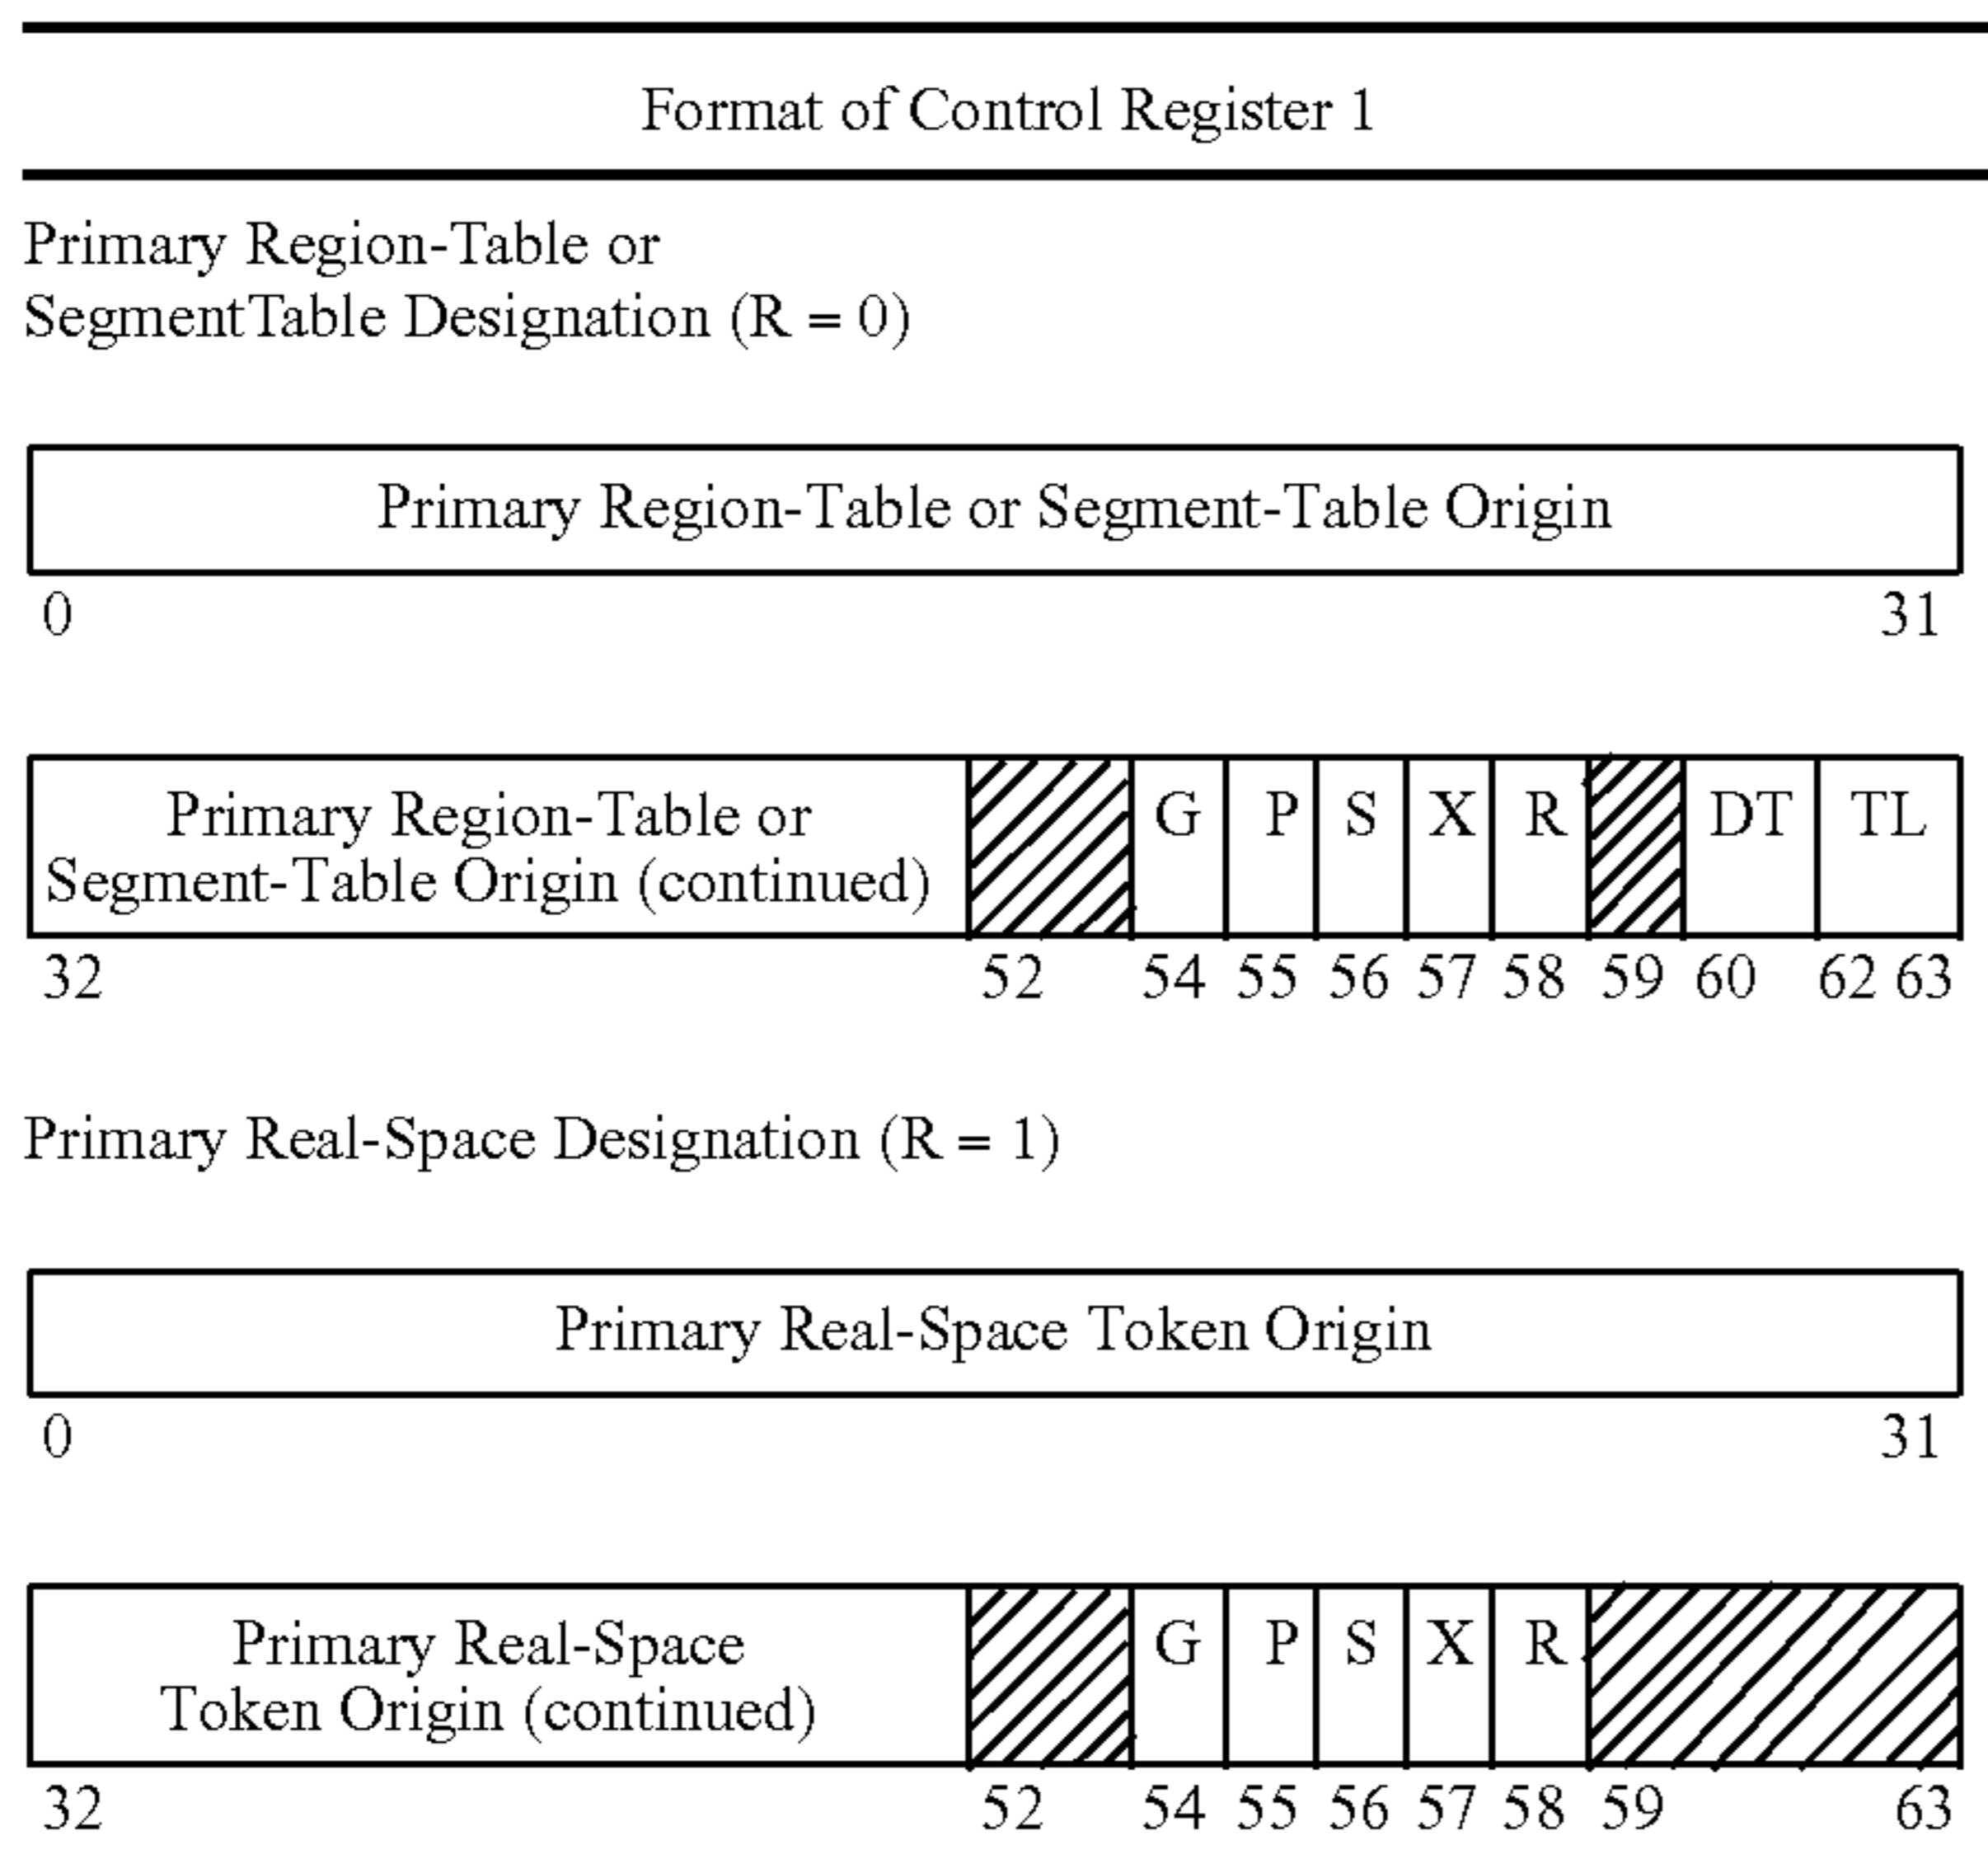 Format of Control Register 1
Primary Region-Table or
SegmentTable Designation (R = 0)
Primary Region-Table or Segment-Table Origin
0 31
Primary Region-Table or
Segment-Table Origin (continued)
G P S X R DT TL
32 52 54 55 56 57 58 59 60 62 63
Primary Real-Space Designation (R = 1)
Primary Real-Space Token Origin
0 31
Primary Real-Space
Token Origin (continued)
G P S X R
32 52 54 55 56 57 58 59 63